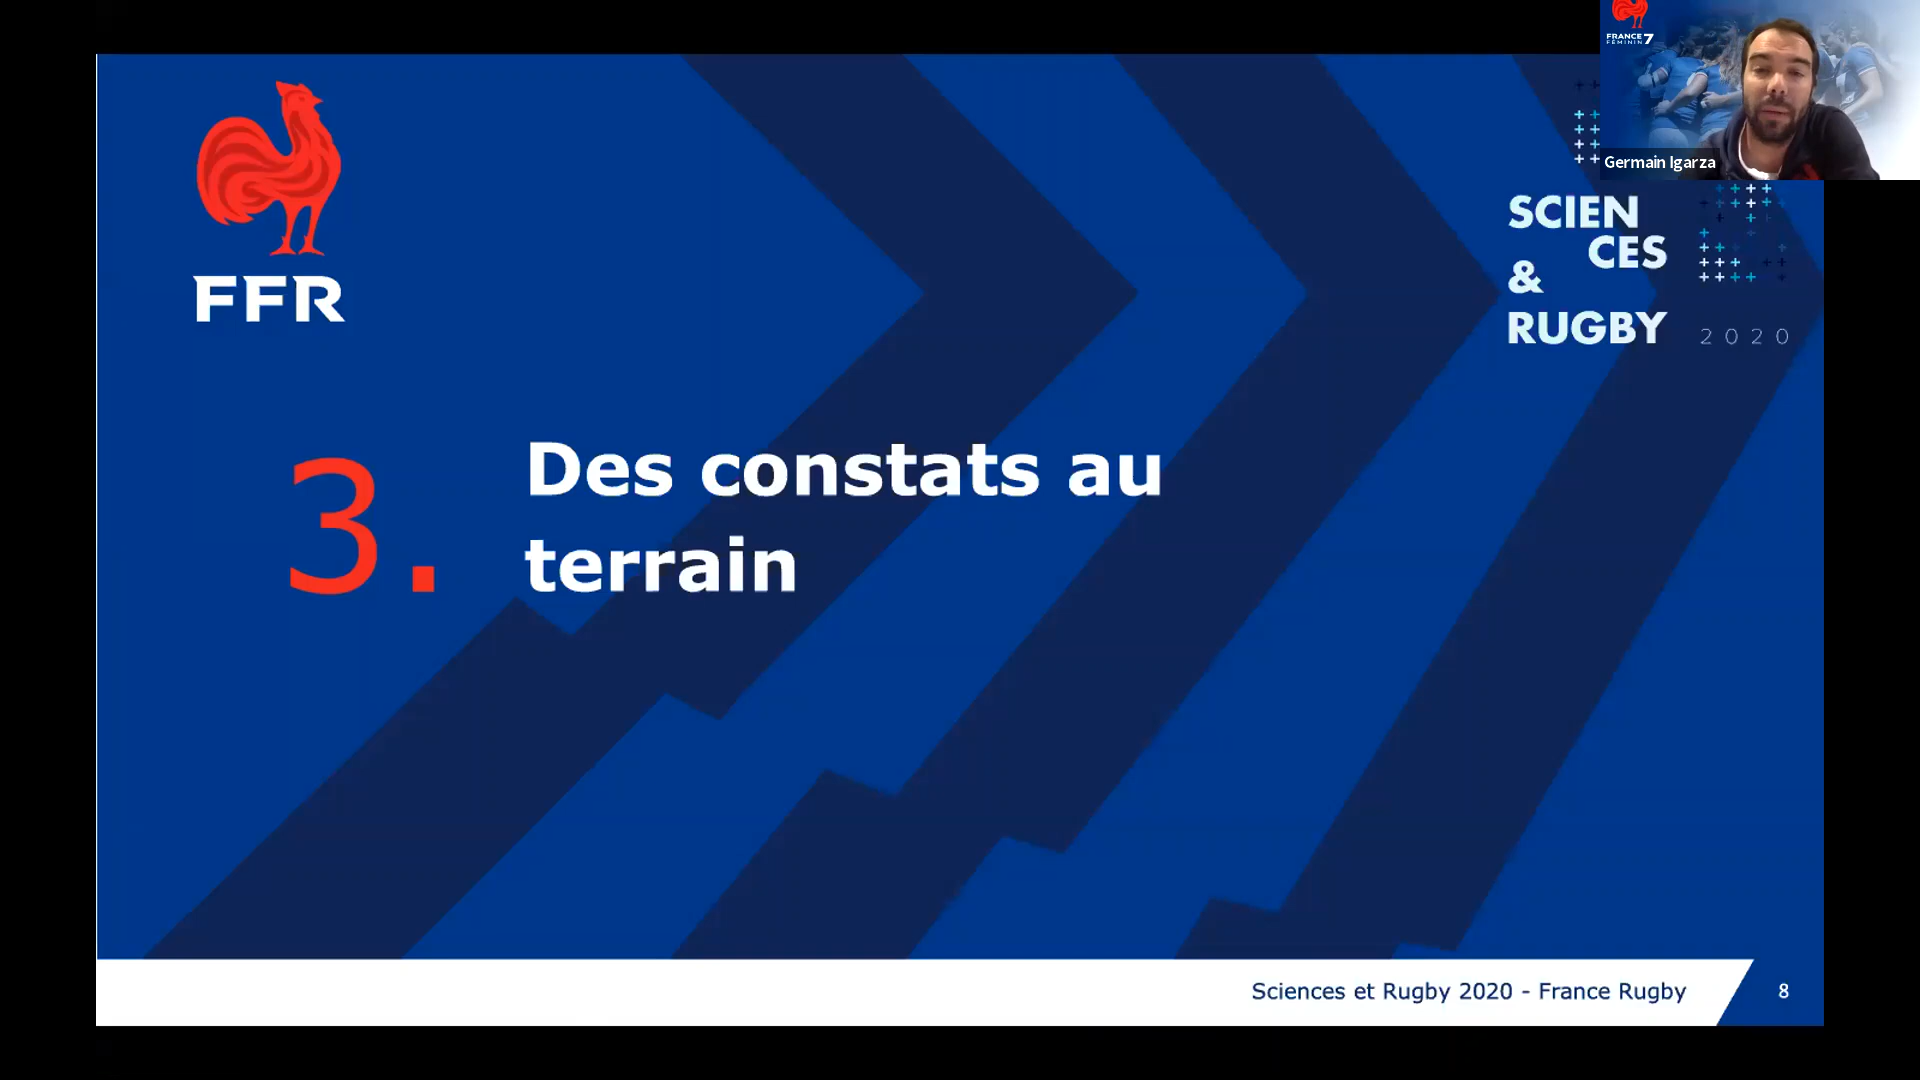 FRANCE 7
FÉMININ
Germain Igarza
FFR
SCIEN
CES
&
RUGBY 2020
3. Des constats au
terrain
Sciences et Rugby 2020 - France Rugby 8